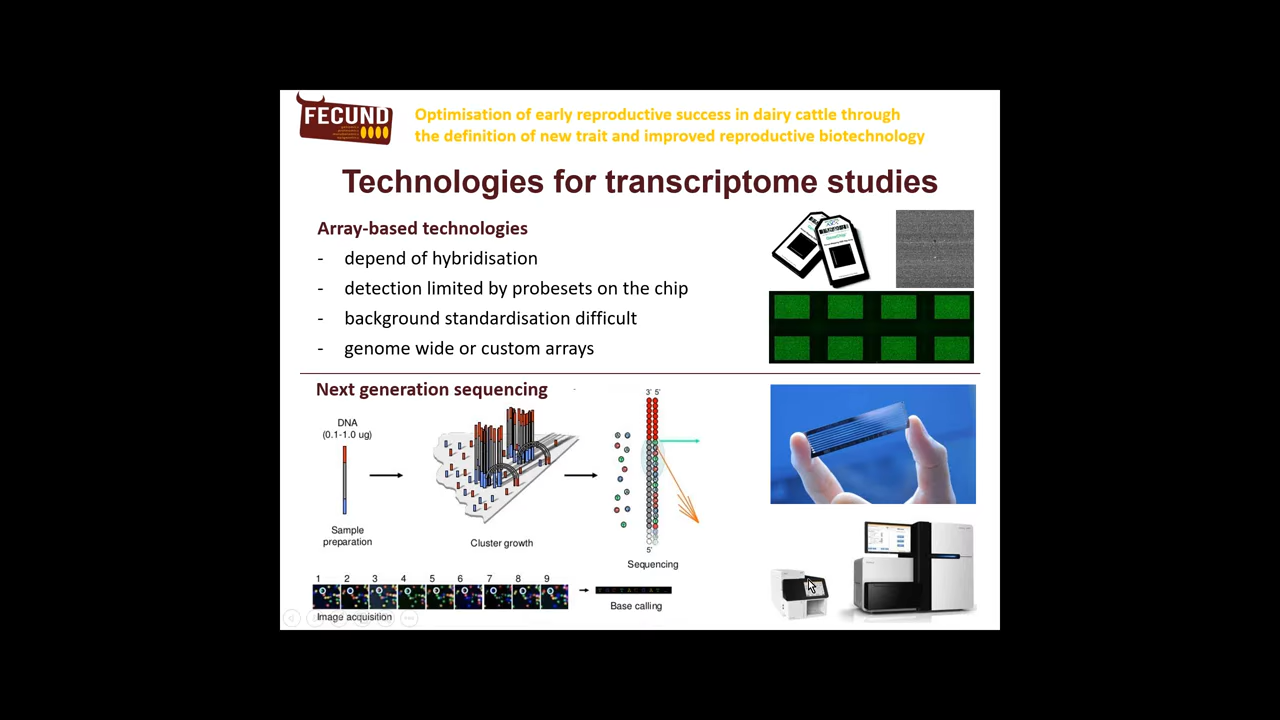 FECUND
Optimisation of early reproductive success in dairy cattle through
the definition of new trait and improved reproductive biotechnology
Technologies for transcriptome studies
Array-based technologies
- depend of hybridisation
- detection limited by probesets on the chip
- background standardisation difficult
- genome wide or custom arrays
Next generation sequencing
DNA
(0.1-1.0 ug)
Sample
preparation
Cluster growth
3' 5'
5'
Sequencing
1 2 3 4 5 6 7 8 9
Image acquisition
Base calling